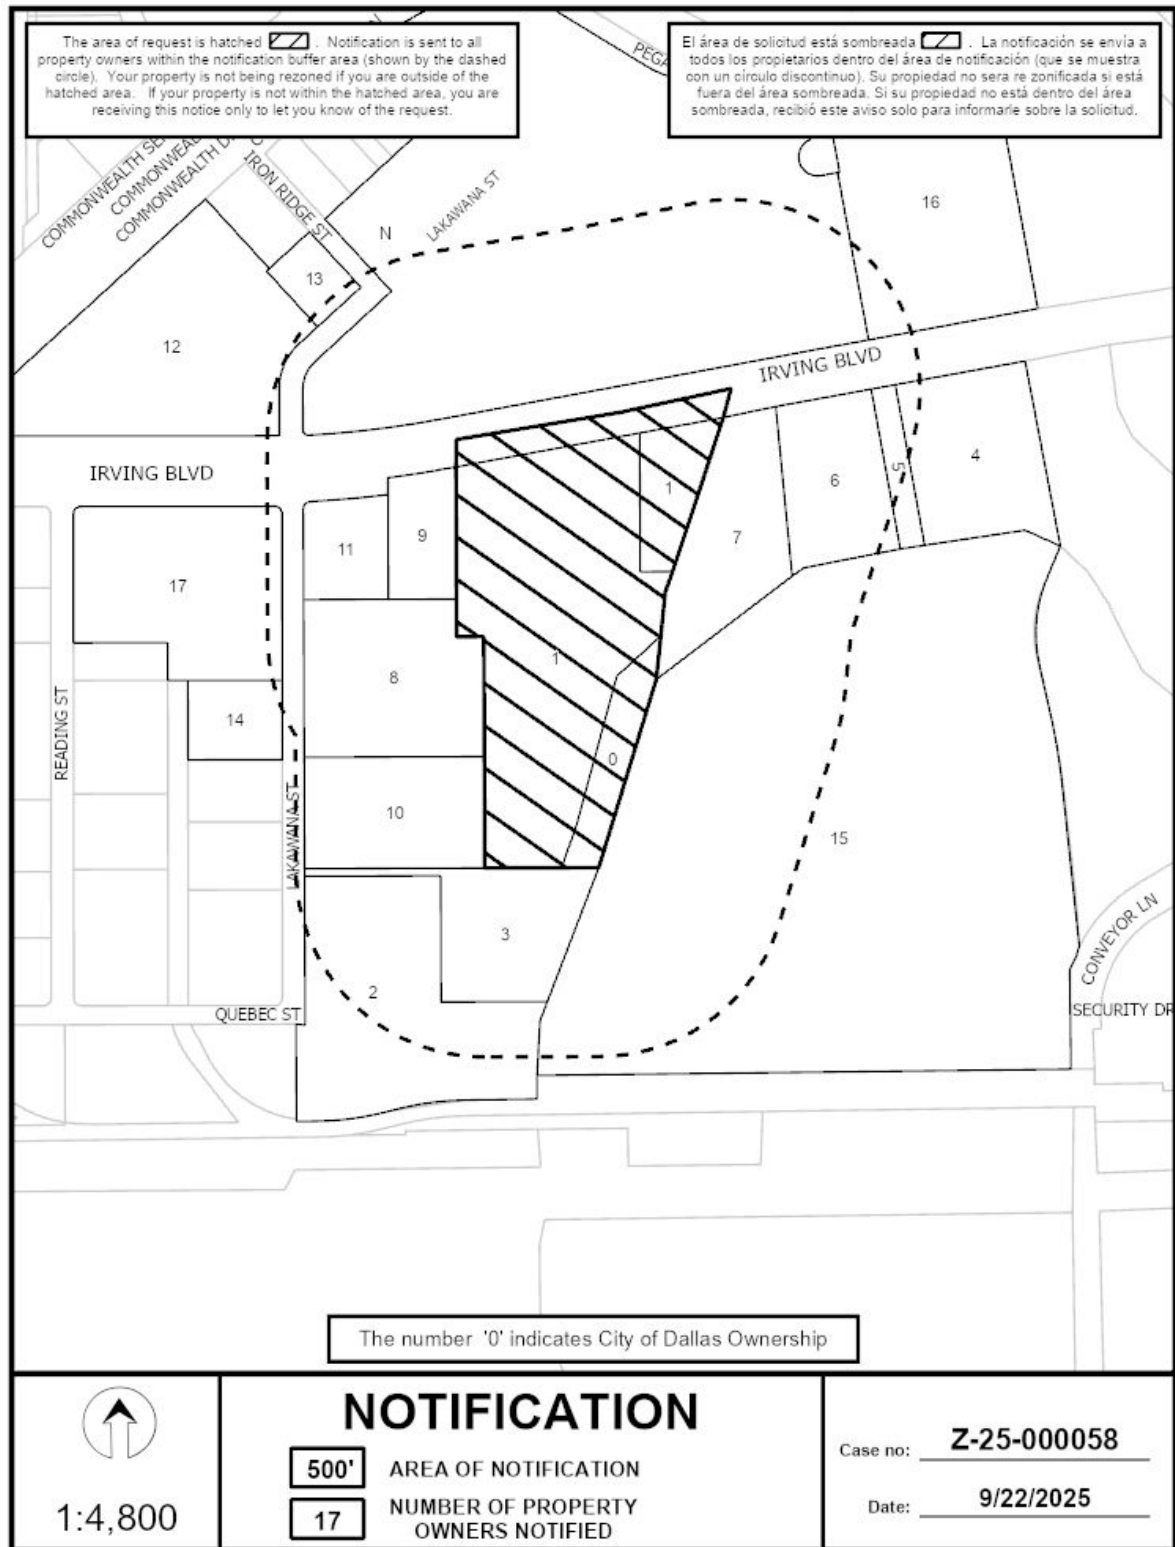 The area of request is hatched . Notification is sent to all
property owners within the notification buffer area (shown by the dashed
circle). Your property is not being rezoned if you are outside of the
hatched area. If your property is not within the hatched area, you are
receiving this notice only to let you know of the request.
El área de solicitud está sombreada . La notificación se envía a
todos los propietarios dentro del área de notificación (que se muestra
con un círculo discontinuo). Su propiedad no sera re zonificada si está
fuera del área sombreada. Si su propiedad no está dentro del área
sombreada, recibió este aviso solo para informarle sobre la solicitud.
N
COMMONWEALTH
COMMONWEAL
COMMONWEALTH D
IRON RIDGE ST
N
LAKAWANA ST
16
13
12
IRVING BLVD
IRVING BLVD
1
9
11
7
6
5
4
17
1
8
READING ST
14
0
LAKAWANA ST
10
15
3
2
QUEBEC ST
CONVEYOR LN
SECURITY DR
The number '0' indicates City of Dallas Ownership
1:4,800
NOTIFICATION
500' AREA OF NOTIFICATION
17 NUMBER OF PROPERTY
OWNERS NOTIFIED
Case no: Z-25-000058
Date: 9/22/2025